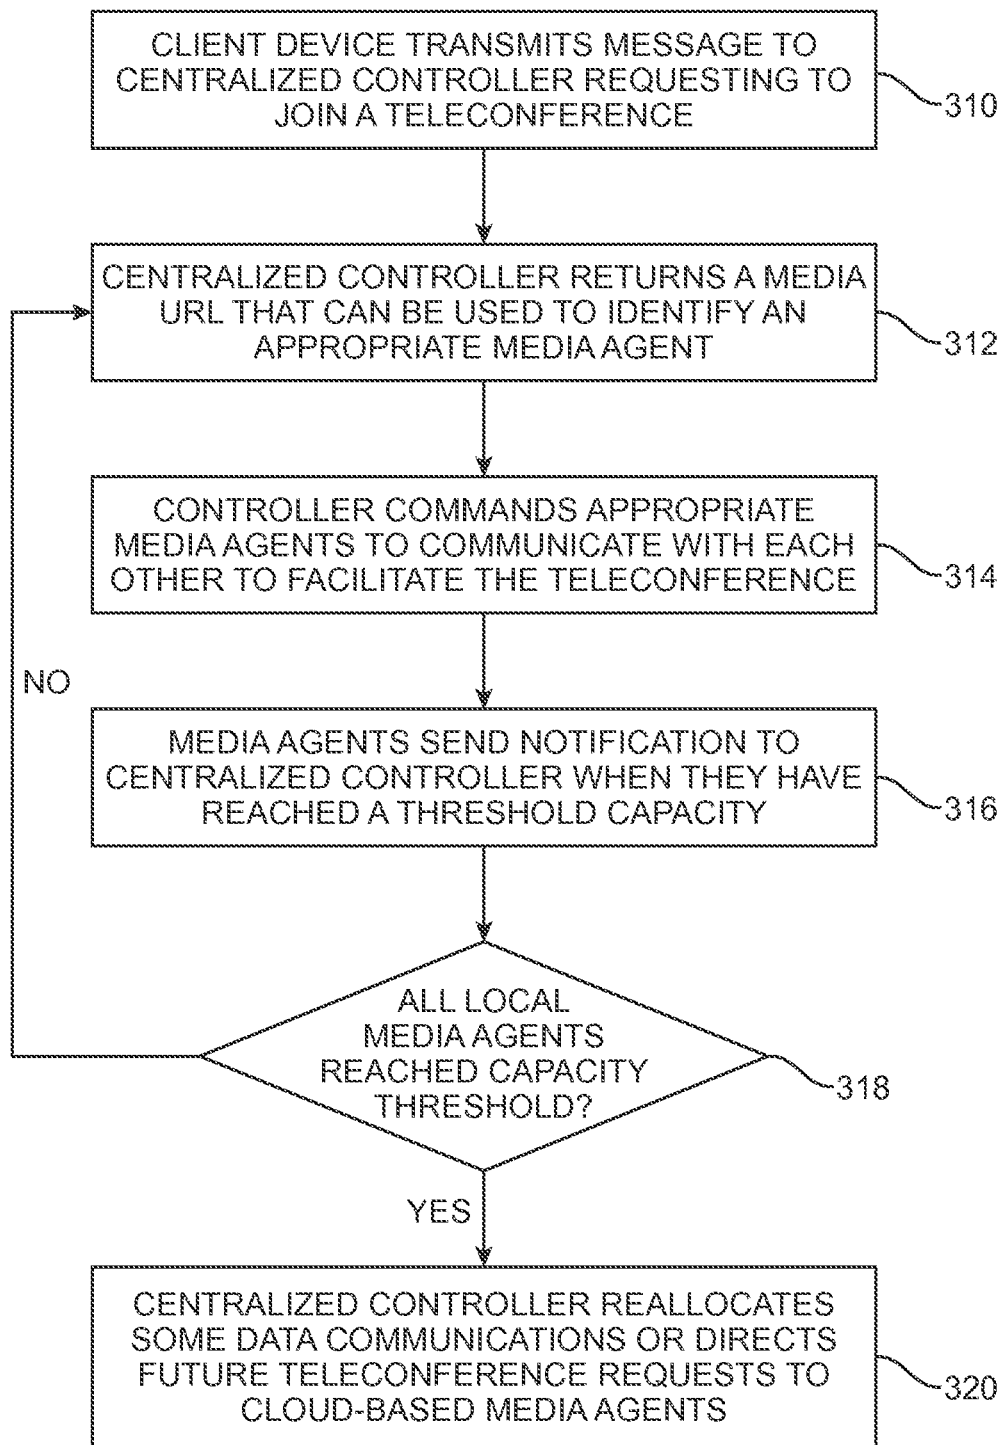 CLIENT DEVICE TRANSMITS MESSAGE TO
CENTRALIZED CONTROLLER REQUESTING TO
JOIN A TELECONFERENCE
310
CENTRALIZED CONTROLLER RETURNS A MEDIA
URL THAT CAN BE USED TO IDENTIFY AN
APPROPRIATE MEDIA AGENT
312
CONTROLLER COMMANDS APPROPRIATE
MEDIA AGENTS TO COMMUNICATE WITH EACH
OTHER TO FACILITATE THE TELECONFERENCE
314
NO
MEDIA AGENTS SEND NOTIFICATION TO
CENTRALIZED CONTROLLER WHEN THEY HAVE
REACHED A THRESHOLD CAPACITY
316
ALL LOCAL
MEDIA AGENTS
REACHED CAPACITY
THRESHOLD?
318
YES
CENTRALIZED CONTROLLER REALLOCATES
SOME DATA COMMUNICATIONS OR DIRECTS
FUTURE TELECONFERENCE REQUESTS TO
CLOUD-BASED MEDIA AGENTS
320